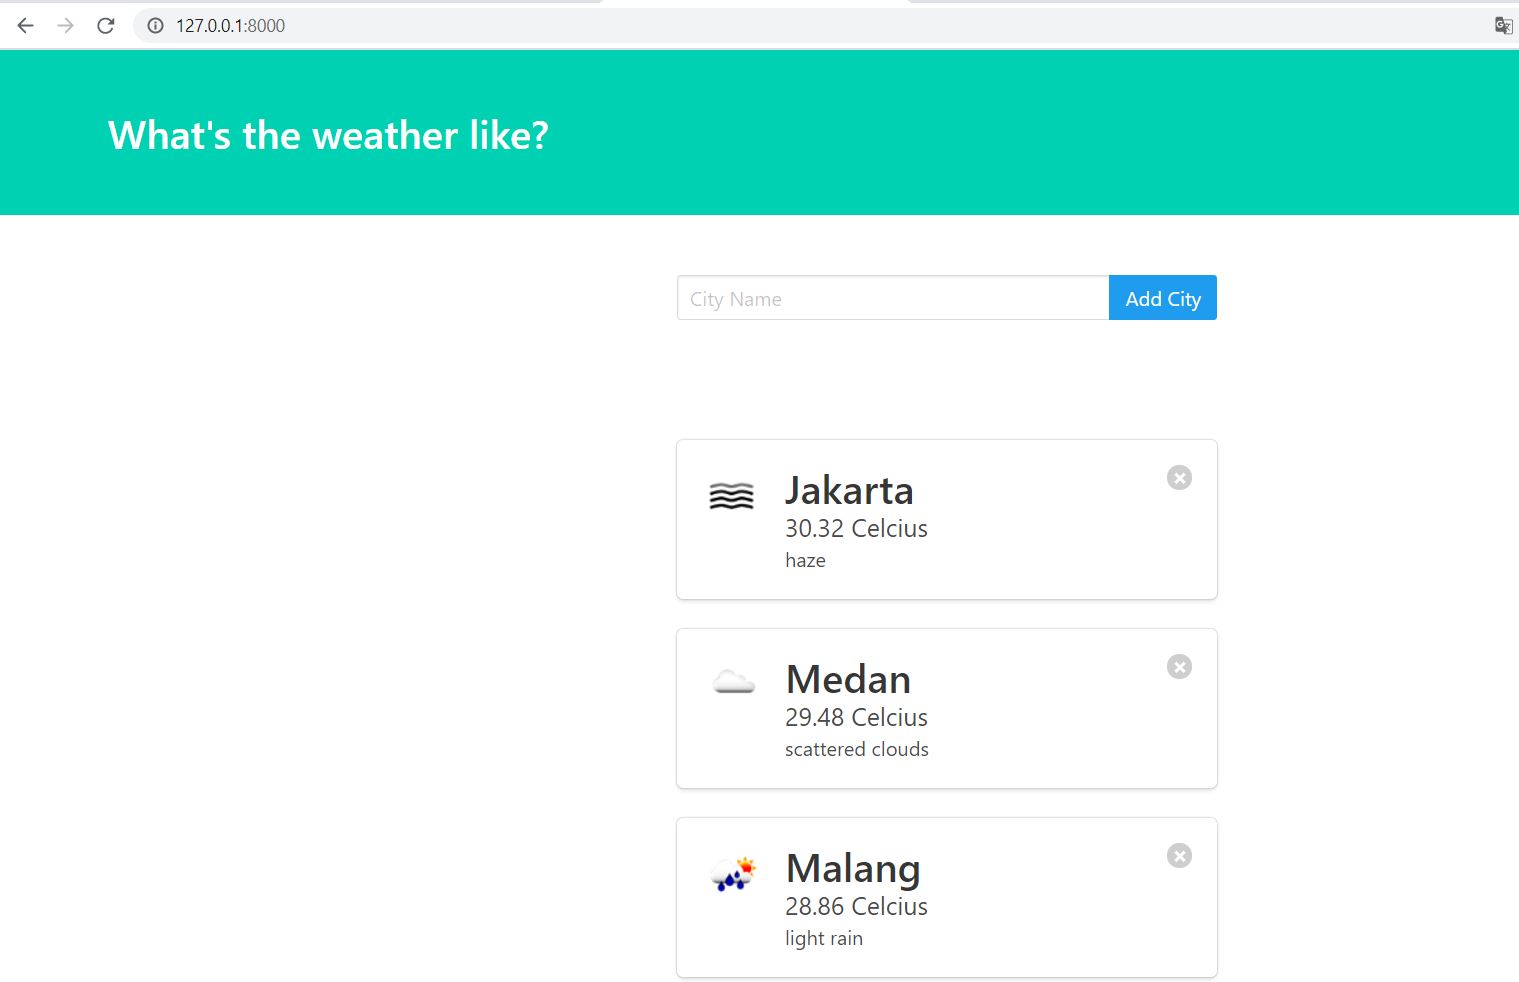 127.0.0.1:8000
What's the weather like?
City Name
Add City
Jakarta
30.32 Celcius
haze
Medan
29.48 Celcius
scattered clouds
Malang
28.86 Celcius
light rain